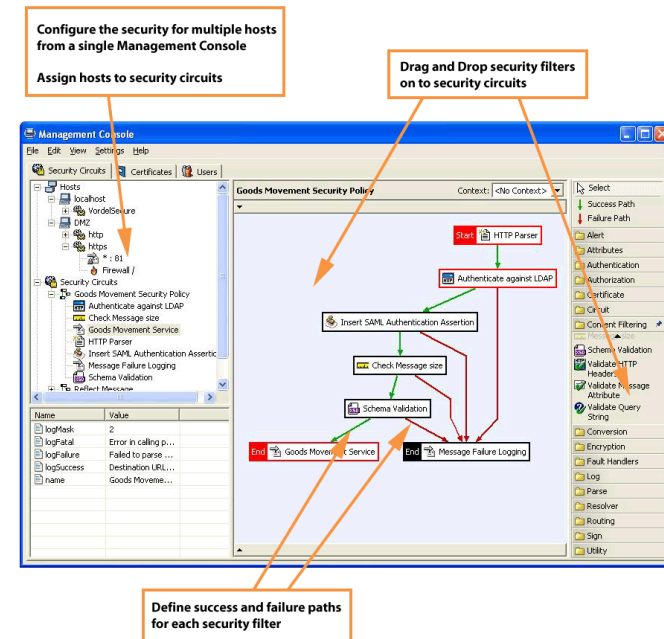 Configure the security for multiple hosts
from a single Management Console
Assign hosts to security circuits
Drag and Drop security filters
on to security circuits
Management Console
File Edit View Settings Help
Security Circuits Certificates Users
Hosts
localhost
VordelSecure
DMZ
http
https
* : 81
Firewall /
Security Circuits
Goods Movement Security Policy
Authenticate against LDAP
Check Message size
Goods Movement Service
HTTP Parser
Insert SAML Authentication Assertic
Message Failure Logging
Schema Validation
Reflect Message
Name Value
logMask 2
logFatal Error in calling p...
logFailure Failed to parse ...
logSuccess Destination URL...
name Goods Moveme...
Goods Movement Security Policy Context: <No Context>
Start HTTP Parser
Authenticate against LDAP
Insert SAML Authentication Assertion
Check Message size
Schema Validation
End Goods Movement Service
End Message Failure Logging
Select
Success Path
Failure Path
Alert
Attributes
Authentication
Authorization
Certificate
Circuit
Content Filtering
Schema Validation
Validate HTTP
Headers
Validate Message
Attribute
Validate Query
String
Conversion
Encryption
Fault Handlers
Log
Parse
Resolver
Routing
Sign
Utility
Define success and failure paths
for each security filter